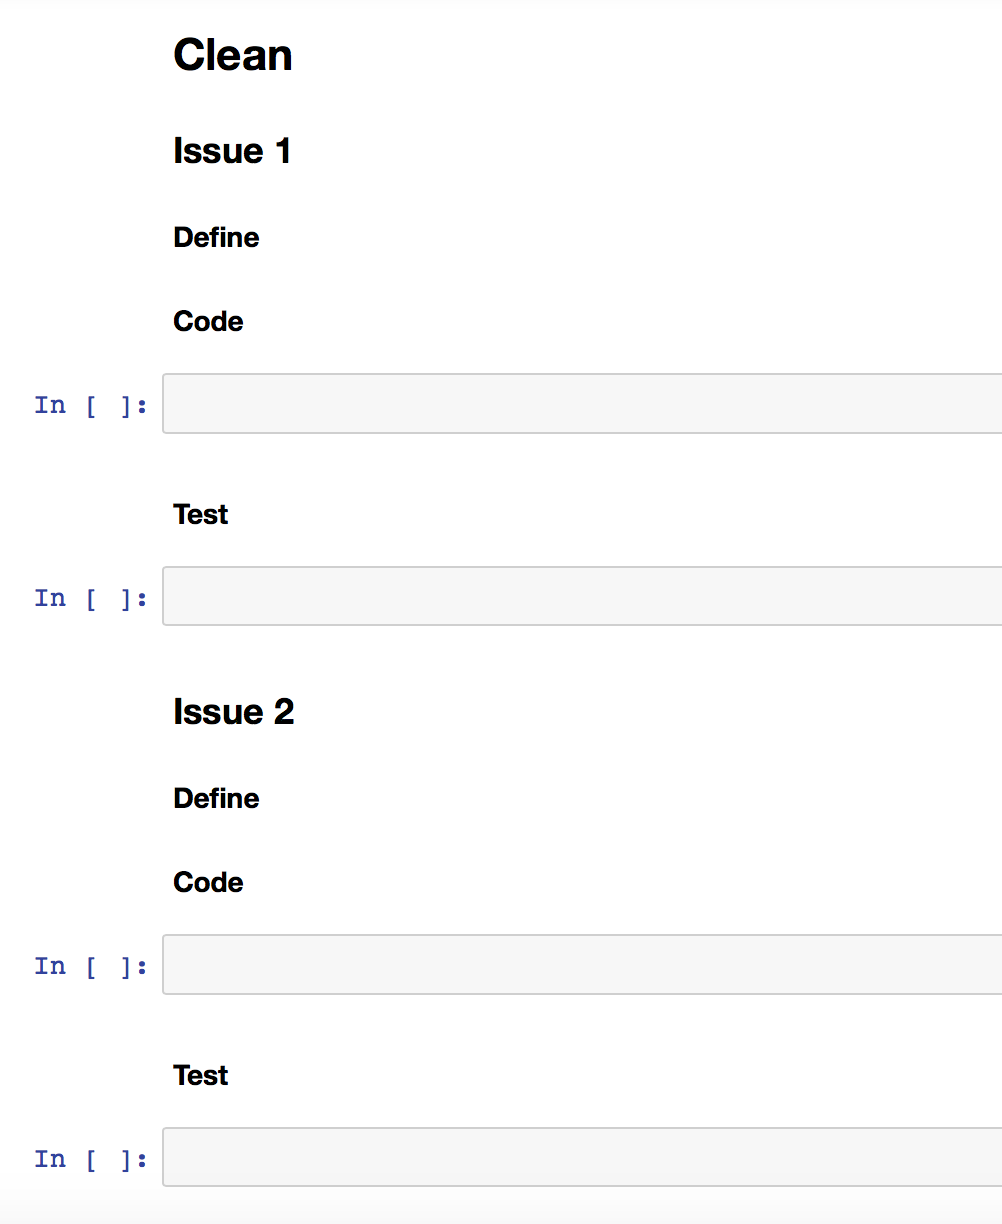 Clean
Issue 1
Define
Code
In [ ]:
Test
In [ ]:
Issue 2
Define
Code
In [ ]:
Test
In [ ]: